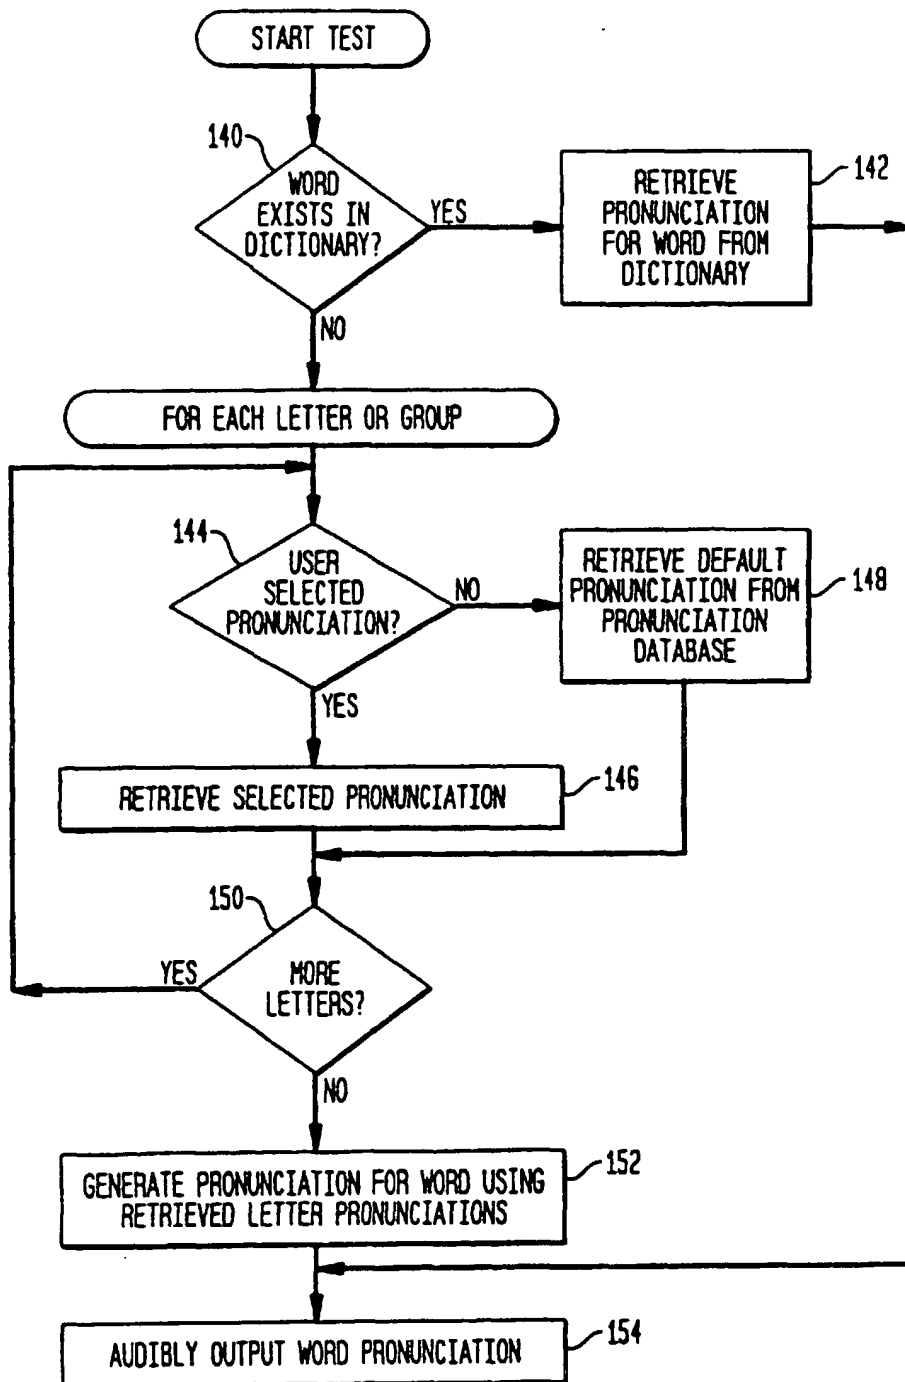 START TEST
140
WORD
EXISTS IN
DICTIONARY?
YES
RETRIEVE
PRONUNCIATION
FOR WORD FROM
DICTIONARY
142
NO
FOR EACH LETTER OR GROUP
144
USER
SELECTED
PRONUNCIATION?
NO
RETRIEVE DEFAULT
PRONUNCIATION FROM
PRONUNCIATION
DATABASE
148
YES
RETRIEVE SELECTED PRONUNCIATION
146
150
YES
MORE
LETTERS?
NO
GENERATE PRONUNCIATION FOR WORD USING
RETRIEVED LETTER PRONUNCIATIONS
152
AUDIBLY OUTPUT WORD PRONUNCIATION
154